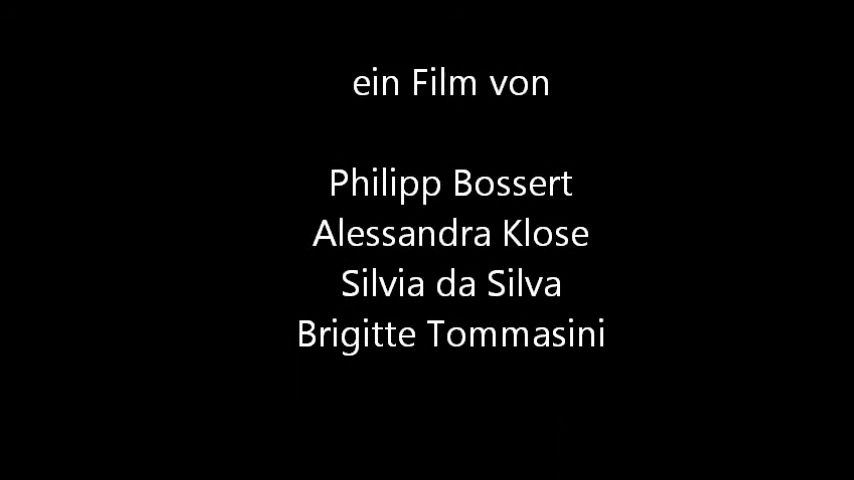 ein Film von
Philipp Bossert
Alessandra Klose
Silvia da Silva
Brigitte Tommasini